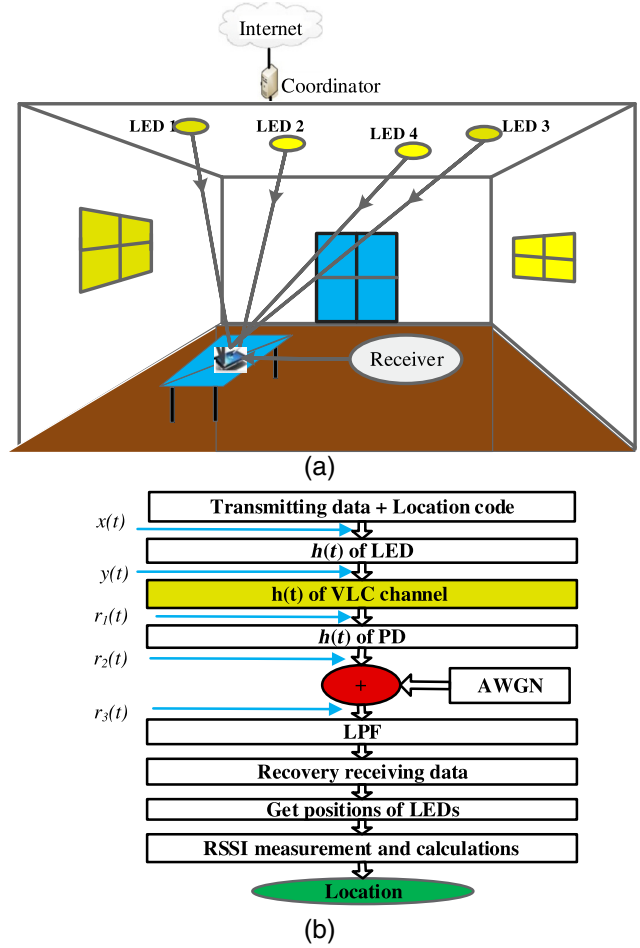 Internet
Coordinator
LED 1 LED 2 LED 4 LED 3
Receiver
(a)
Transmitting data + Location code
x(t)
h(t) of LED
y(t)
h(t) of VLC channel
r1(t)
h(t) of PD
r2(t)
+ AWGN
r3(t)
LPF
Recovery receiving data
Get positions of LEDs
RSSI measurement and calculations
Location
(b)